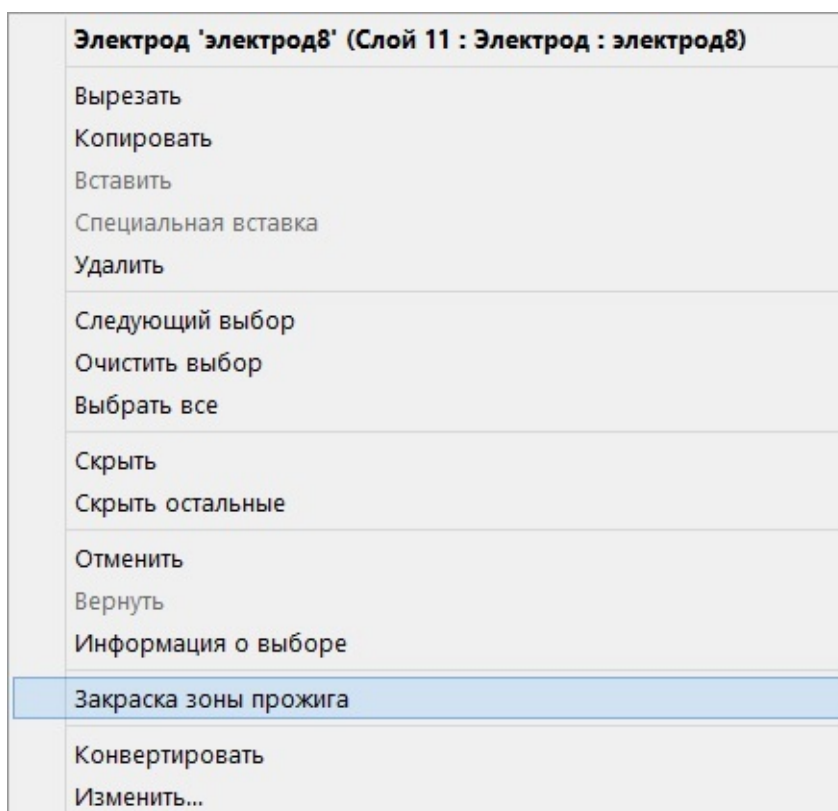 Электрод 'электрод8' (Слой 11 : Электрод : электрод8)
Вырезать
Копировать
Вставить
Специальная вставка
Удалить
Следующий выбор
Очистить выбор
Выбрать все
Скрыть
Скрыть остальные
Отменить
Вернуть
Информация о выборе
Закраска зоны прожига
Конвертировать
Изменить...